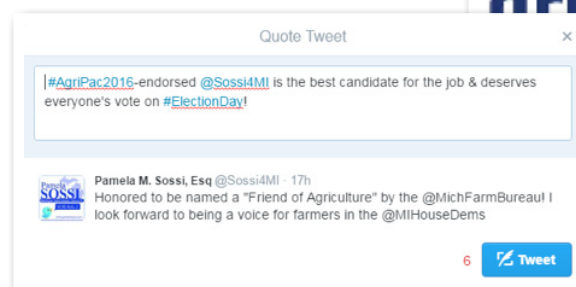 Quote Tweet
#AgriPac2016-endorsed @Sossi4MI is the best candidate for the job & deserves
everyone's vote on #ElectionDay!
Pamela M. Sossi, Esq @Sossi4MI · 17h
Pamela
SOSSI
Honored to be named a "Friend of Agriculture" by the @MichFarmBureau! I
look forward to being a voice for farmers in the @MIHouseDems
6 Tweet